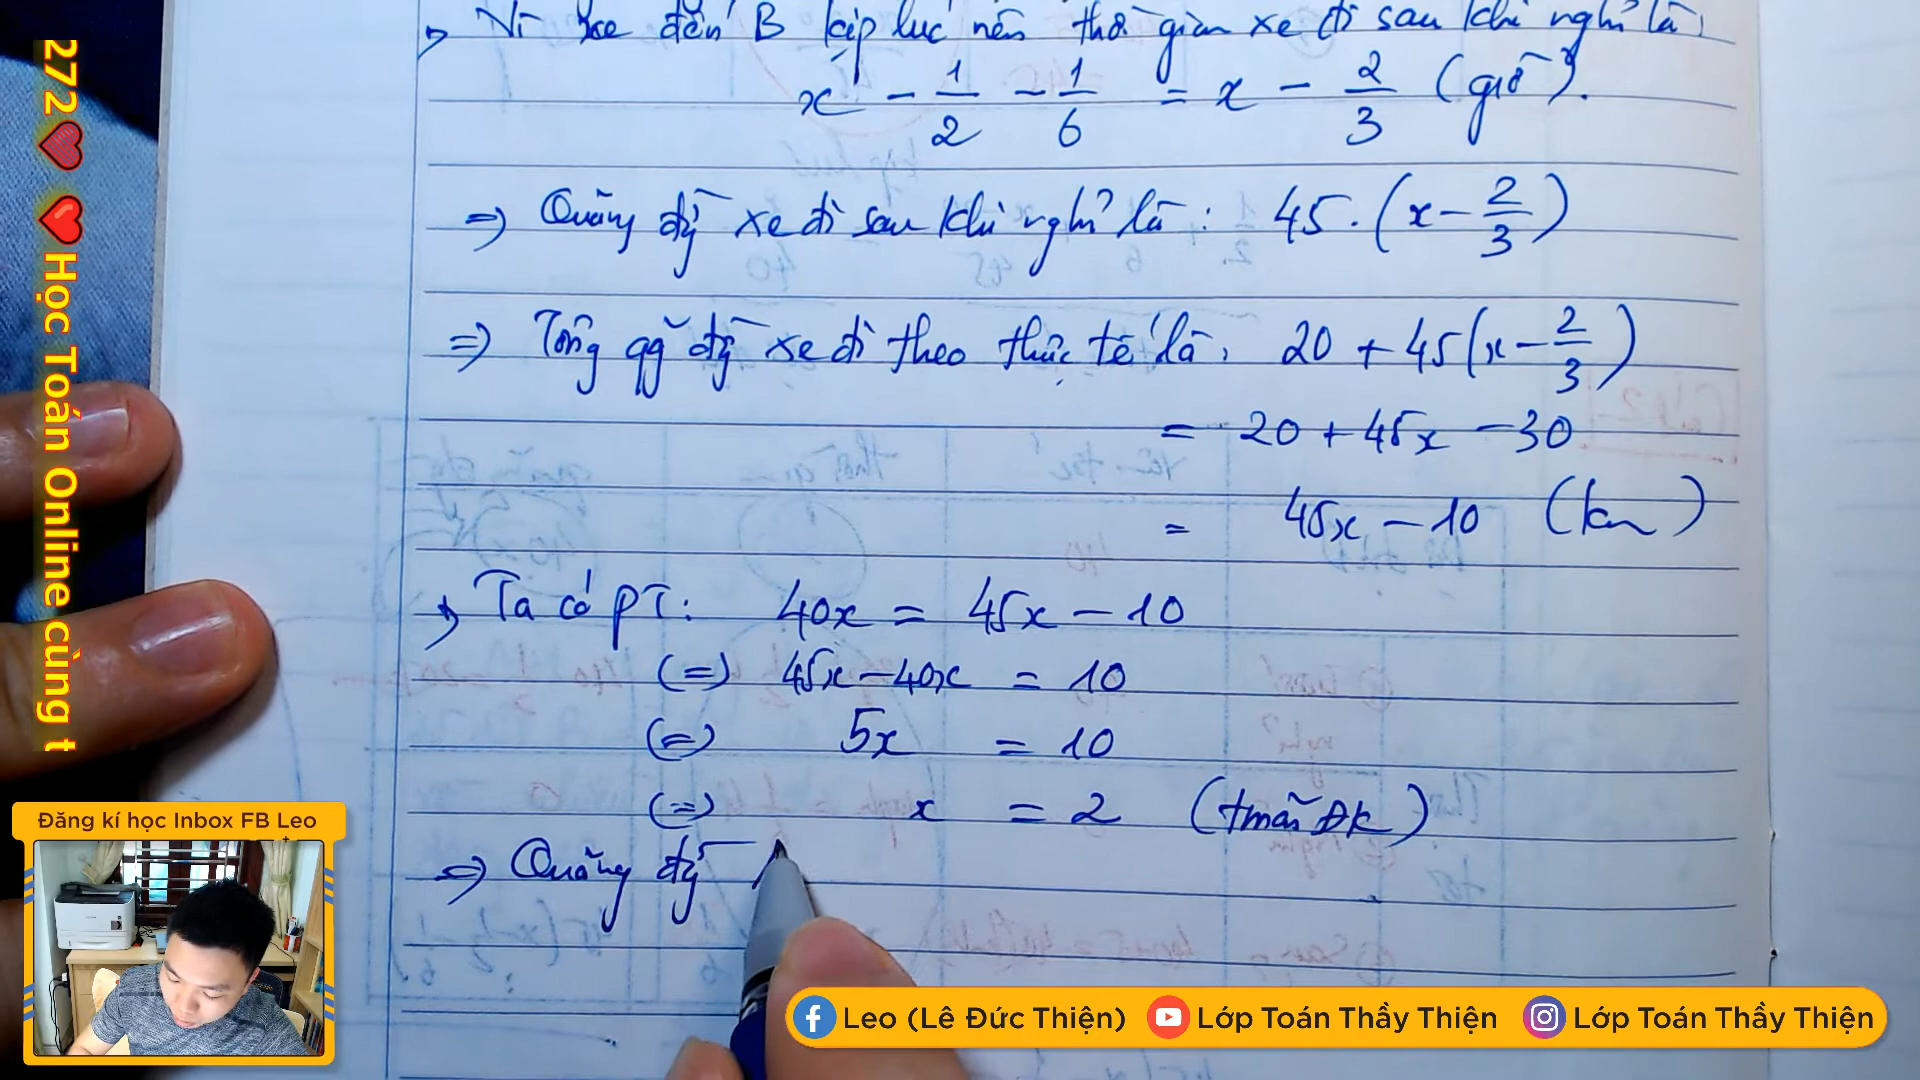 => Vì xe đến B kịp lúc nên thời gian xe đi sau khi nghỉ là:
x - 1/2 - 1/6 = x - 2/3 (giờ).
=> Quãng đg xe đi sau khi nghỉ là: 45.(x - 2/3)
=> Tổng qg đg xe đi theo thực tế là: 20 + 45(x - 2/3)
= 20 + 45x - 30
= 45x - 10 (km)
=> Ta có PT: 40x = 45x - 10
(=) 45x - 40x = 10
(=) 5x = 10
(=) x = 2 (tmãn ĐK)
=> Quãng đg
272❤ ❤Học Toán Online cùng t
Đăng kí học Inbox FB Leo
Leo (Lê Đức Thiện) Lớp Toán Thầy Thiện Lớp Toán Thầy Thiện